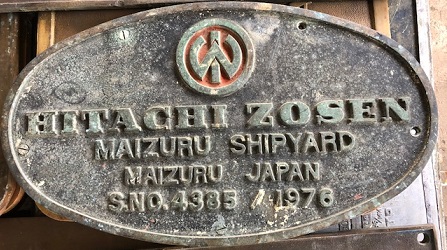 HITACHI ZOSEN
MAIZURU SHIPYARD
MAIZURU JAPAN
S.NO. 4385 / 1976